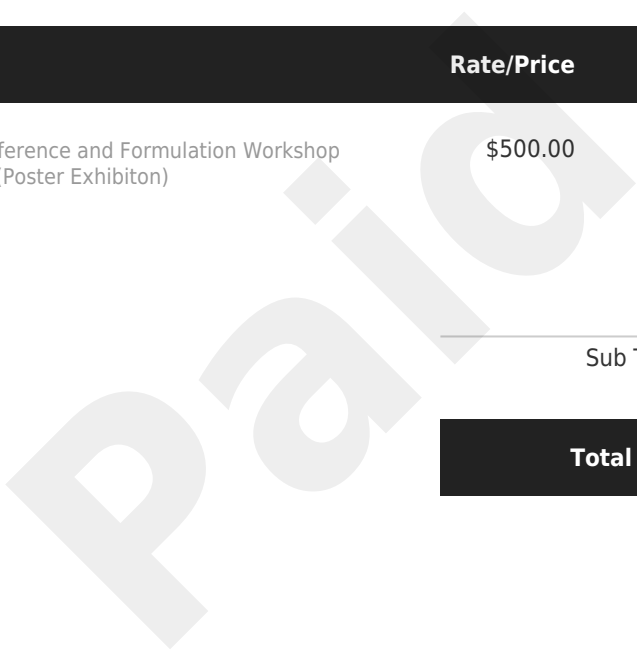 Rate/Price
ference and Formulation Workshop $500.00
(Poster Exhibiton)
Sub
Total
Paid